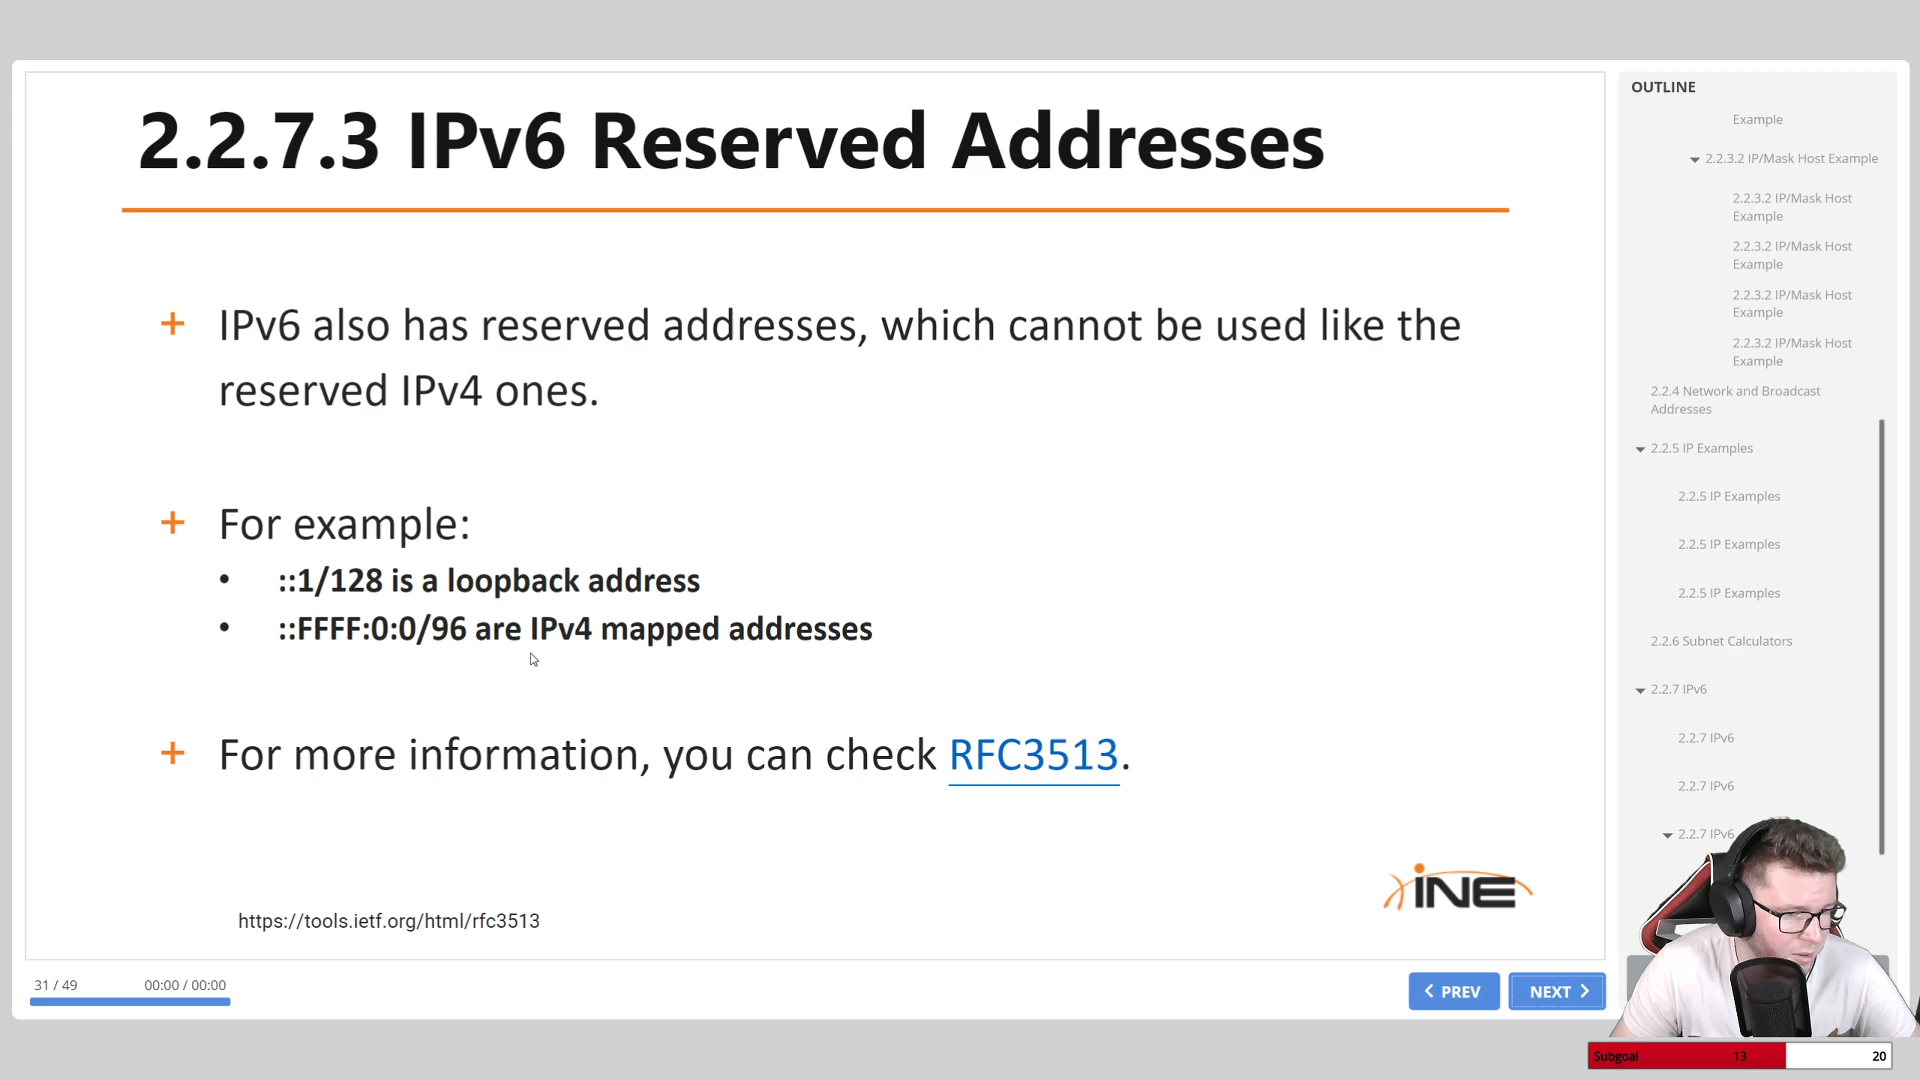 2.2.7.3 IPv6 Reserved Addresses
+ IPv6 also has reserved addresses, which cannot be used like the
reserved IPv4 ones.
+ For example:
• ::1/128 is a loopback address
• ::FFFF:0:0/96 are IPv4 mapped addresses
+ For more information, you can check RFC3513.
https://tools.ietf.org/html/rfc3513
iNE
31 / 49
00:00 / 00:00
PREV
NEXT
OUTLINE
Example
2.2.3.2 IP/Mask Host Example
2.2.3.2 IP/Mask Host
Example
2.2.3.2 IP/Mask Host
Example
2.2.3.2 IP/Mask Host
Example
2.2.3.2 IP/Mask Host
Example
2.2.4 Network and Broadcast
Addresses
2.2.5 IP Examples
2.2.5 IP Examples
2.2.5 IP Examples
2.2.5 IP Examples
2.2.6 Subnet Calculators
2.2.7 IPv6
2.2.7 IPv6
2.2.7 IPv6
2.2.7 IPv6
Subgoal 13 20